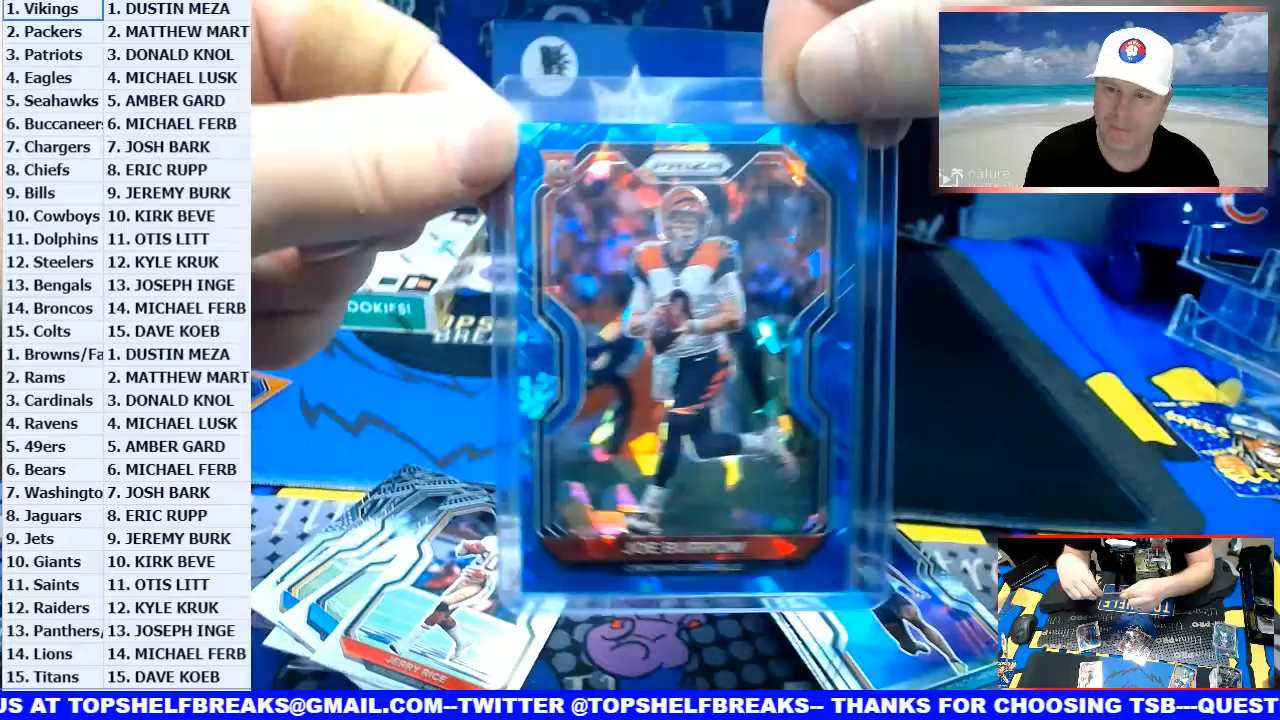 1. Vikings 1. DUSTIN MEZA
2. Packers 2. MATTHEW MART
3. Patriots 3. DONALD KNOL
4. Eagles 4. MICHAEL LUSK
5. Seahawks 5. AMBER GARD
6. Buccaneers 6. MICHAEL FERB
7. Chargers 7. JOSH BARK
8. Chiefs 8. ERIC RUPP
9. Bills 9. JEREMY BURK
10. Cowboys 10. KIRK BEVE
11. Dolphins 11. OTIS LITT
12. Steelers 12. KYLE KRUK
13. Bengals 13. JOSEPH INGE
14. Broncos 14. MICHAEL FERB
15. Colts 15. DAVE KOEB
1. Browns/Fa 1. DUSTIN MEZA
2. Rams 2. MATTHEW MART
3. Cardinals 3. DONALD KNOL
4. Ravens 4. MICHAEL LUSK
5. 49ers 5. AMBER GARD
6. Bears 6. MICHAEL FERB
7. Washingto 7. JOSH BARK
8. Jaguars 8. ERIC RUPP
9. Jets 9. JEREMY BURK
10. Giants 10. KIRK BEVE
11. Saints 11. OTIS LITT
12. Raiders 12. KYLE KRUK
13. Panthers/ 13. JOSEPH INGE
14. Lions 14. MICHAEL FERB
15. Titans 15. DAVE KOEB
RC
PRIZM
JOE BURROW
OOKIES!
JERRY RICE
nature
US AT TOPSHELFBREAKS@GMAIL.COM--TWITTER @TOPSHELFBREAKS-- THANKS FOR CHOOSING TSB---QUEST